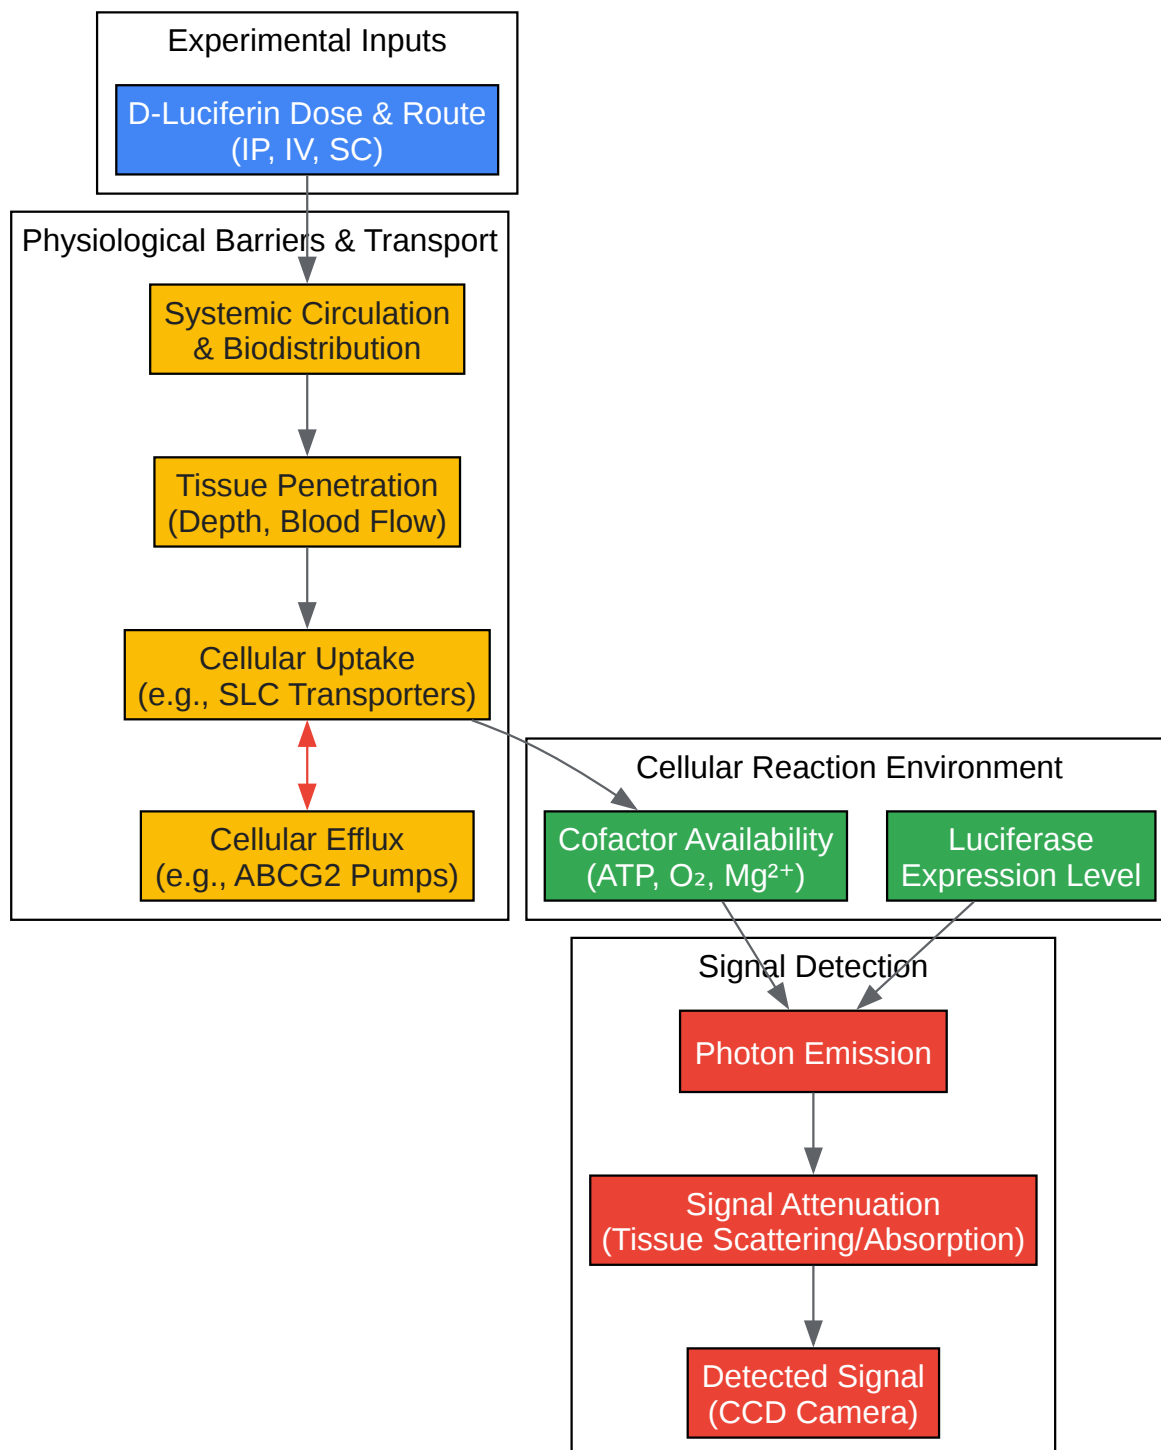 Experimental Inputs
D-Luciferin Dose & Route
(IP, IV, SC)
Physiological Barriers & Transport
Systemic Circulation
& Biodistribution
Tissue Penetration
(Depth, Blood Flow)
Cellular Uptake
(e.g., SLC Transporters)
Cellular Efflux
(e.g., ABCG2 Pumps)
Cellular Reaction Environment
Cofactor Availability
(ATP, O₂, Mg²⁺)
Luciferase
Expression Level
Signal Detection
Photon Emission
Signal Attenuation
(Tissue Scattering/Absorption)
Detected Signal
(CCD Camera)